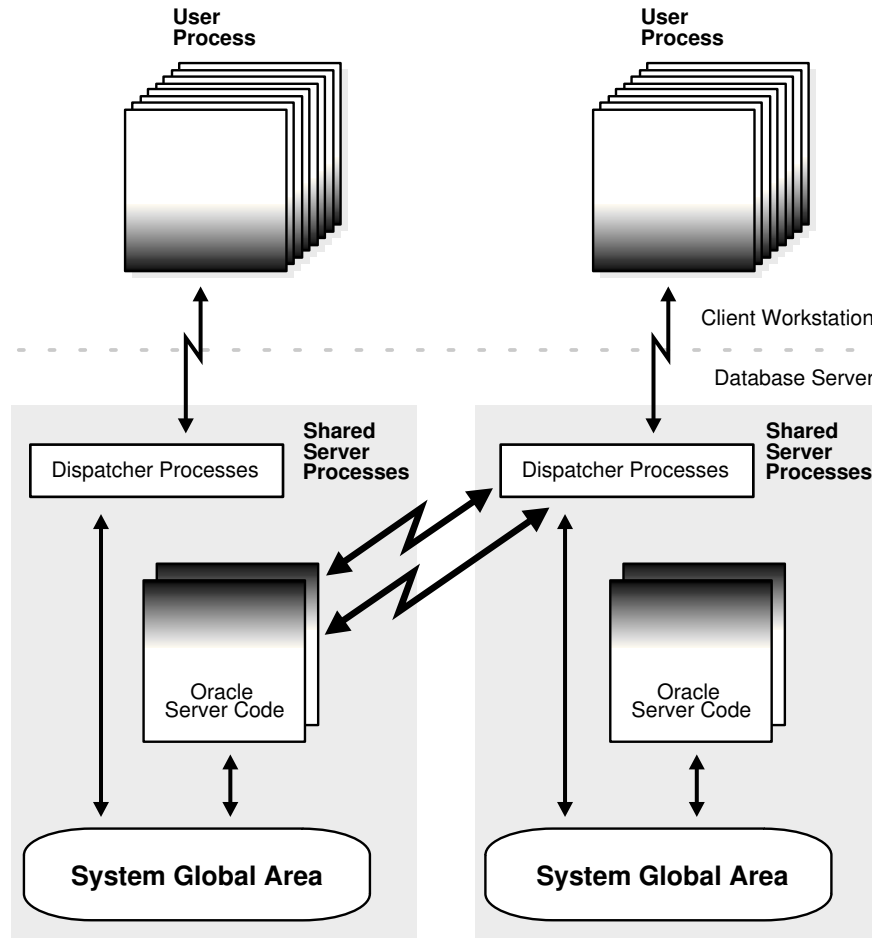 User
Process
User
Process
Client Workstation
Database Server
Shared
Server
Processes
Dispatcher Processes
Shared
Server
Processes
Dispatcher Processes
Oracle
Server Code
Oracle
Server Code
System Global Area
System Global Area